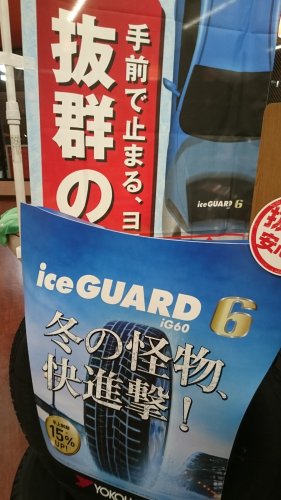 手前で止まる、ヨ
抜群の
iceGUARD 6
iceGUARD 6
iG60
冬の怪物、
快進撃！
15%
UP!
YOKO